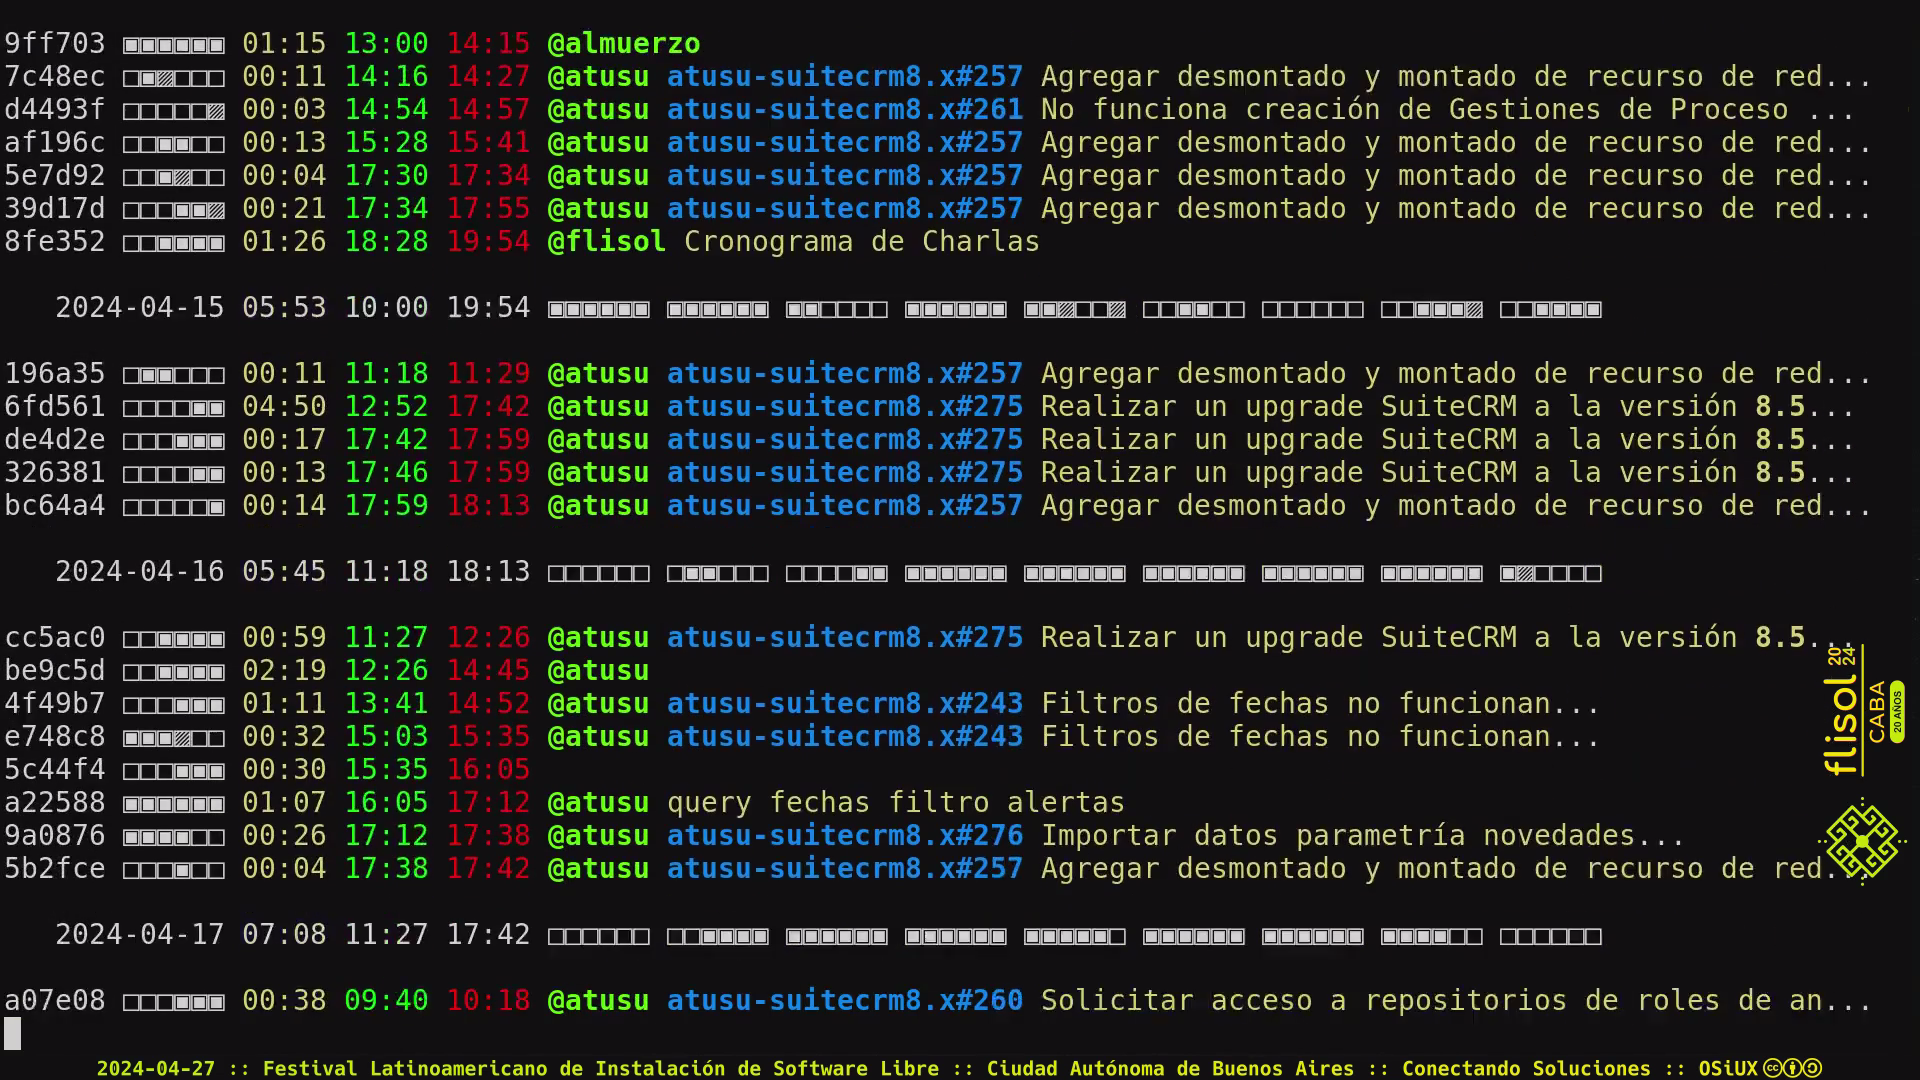 9ff703 ▣▣▣▣▣▣ 01:15 13:00 14:15 @almuerzo
7c48ec □▣▨□□□ 00:11 14:16 14:27 @atusu atusu-suitecrm8.x#257 Agregar desmontado y montado de recurso de red...
d4493f □□□□□▨ 00:03 14:54 14:57 @atusu atusu-suitecrm8.x#261 No funciona creación de Gestiones de Proceso ...
af196c □□▣▣□□ 00:13 15:28 15:41 @atusu atusu-suitecrm8.x#257 Agregar desmontado y montado de recurso de red...
5e7d92 □□▣▨□□ 00:04 17:30 17:34 @atusu atusu-suitecrm8.x#257 Agregar desmontado y montado de recurso de red...
39d17d □□□▣▣▨ 00:21 17:34 17:55 @atusu atusu-suitecrm8.x#257 Agregar desmontado y montado de recurso de red...
8fe352 □□▣▣▣▣ 01:26 18:28 19:54 @flisol Cronograma de Charlas
2024-04-15 05:53 10:00 19:54 ▣▣▣▣▣▣ ▣▣▣▣▣▣ ▣▣□□□□ ▣▣▣▣▣▣ ▣▣▨□□▨ □□▣▣□□ □□□□□□ □□▣▣▣▨ □□▣▣▣▣
196a35 □▣▣□□□ 00:11 11:18 11:29 @atusu atusu-suitecrm8.x#257 Agregar desmontado y montado de recurso de red...
6fd561 □□□□▣▣ 04:50 12:52 17:42 @atusu atusu-suitecrm8.x#275 Realizar un upgrade SuiteCRM a la versión 8.5...
de4d2e □□□▣▣▣ 00:17 17:42 17:59 @atusu atusu-suitecrm8.x#275 Realizar un upgrade SuiteCRM a la versión 8.5...
326381 □□□□▣▣ 00:13 17:46 17:59 @atusu atusu-suitecrm8.x#275 Realizar un upgrade SuiteCRM a la versión 8.5...
bc64a4 □□□□□▣ 00:14 17:59 18:13 @atusu atusu-suitecrm8.x#257 Agregar desmontado y montado de recurso de red...
2024-04-16 05:45 11:18 18:13 □□□□□□ □▣▣□□□ □□□□▣▣ ▣▣▣▣▣▣ ▣▣▣▣▣▣ ▣▣▣▣▣▣ ▣▣▣▣▣▣ ▣▣▣▣▣▣ ▣▨□□□□
cc5ac0 □□▣▣▣▣ 00:59 11:27 12:26 @atusu atusu-suitecrm8.x#275 Realizar un upgrade SuiteCRM a la versión 8.5...
be9c5d □□▣▣▣▣ 02:19 12:26 14:45 @atusu
4f49b7 □□□▣▣▣ 01:11 13:41 14:52 @atusu atusu-suitecrm8.x#243 Filtros de fechas no funcionan...
e748c8 ▣▣▣▨□□ 00:32 15:03 15:35 @atusu atusu-suitecrm8.x#243 Filtros de fechas no funcionan...
5c44f4 □□□▣▣▣ 00:30 15:35 16:05
a22588 ▣▣▣▣▣▣ 01:07 16:05 17:12 @atusu query fechas filtro alertas
9a0876 ▣▣▣▣□□ 00:26 17:12 17:38 @atusu atusu-suitecrm8.x#276 Importar datos parametría novedades...
5b2fce □□□▣□□ 00:04 17:38 17:42 @atusu atusu-suitecrm8.x#257 Agregar desmontado y montado de recurso de red...
2024-04-17 07:08 11:27 17:42 □□□□□□ □□▣▣▣▣ ▣▣▣▣▣▣ ▣▣▣▣▣▣ ▣▣▣▣▣□ ▣▣▣▣▣▣ ▣▣▣▣▣▣ ▣▣▣▣□□ □□□□□□
a07e08 □□□▣▣▣ 00:38 09:40 10:18 @atusu atusu-suitecrm8.x#260 Solicitar acceso a repositorios de roles de an...
flisol 2024
CABA
20 AÑOS
2024-04-27 :: Festival Latinoamericano de Instalación de Software Libre :: Ciudad Autónoma de Buenos Aires :: Conectando Soluciones :: OSiUX